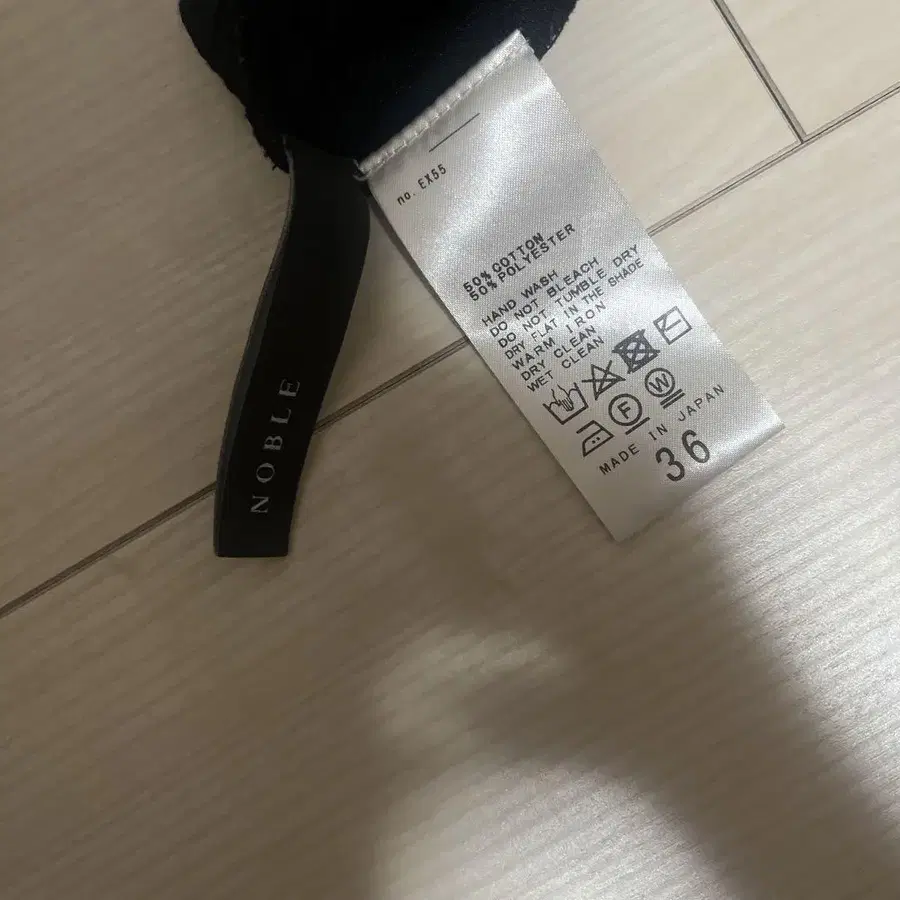 no. EX55
50% COTTON
50% POLYESTER
HAND WASH
DO NOT BLEACH
DO NOT TUMBLE DRY
DRY FLAT IN THE SHADE
WARM IRON
DRY CLEAN
WET CLEAN
F W
MADE IN JAPAN
36
NOBLE